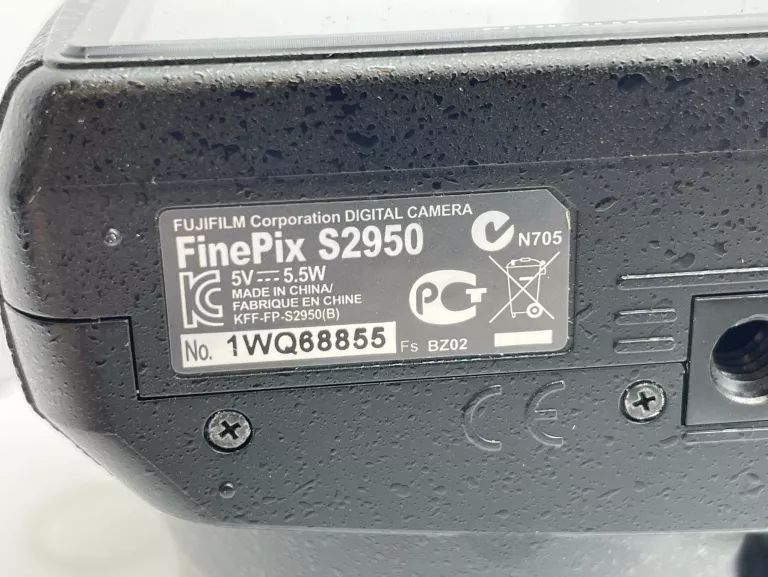 FUJIFILM Corporation DIGITAL CAMERA
FinePix S2950
N705
5V⎓5.5W
MADE IN CHINA/
FABRIQUE EN CHINE
KFF-FP-S2950(B)
No. 1WQ68855 Fs BZ02
PCT
CE